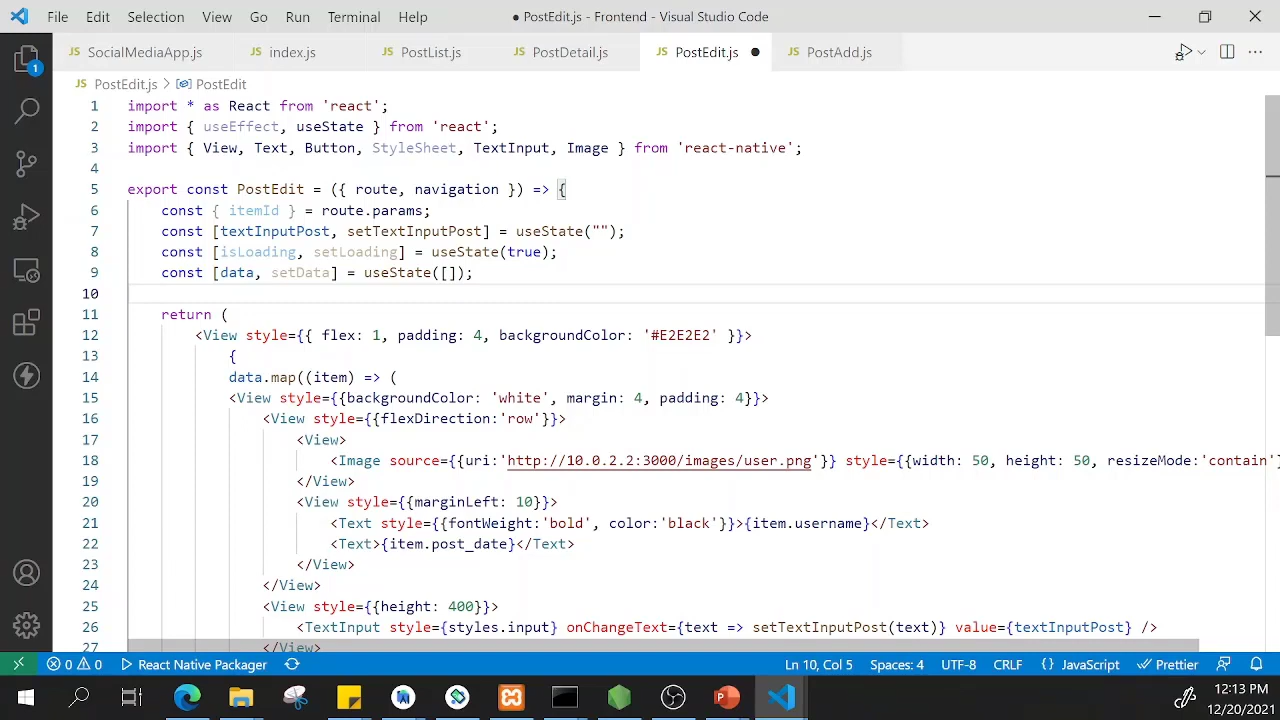 File Edit Selection View Go Run Terminal Help ● PostEdit.js - Frontend - Visual Studio Code
JS SocialMediaApp.js JS index.js JS PostList.js JS PostDetail.js JS PostEdit.js ● JS PostAdd.js
1
JS PostEdit.js > PostEdit
1 import * as React from 'react';
2 import { useEffect, useState } from 'react';
3 import { View, Text, Button, StyleSheet, TextInput, Image } from 'react-native';
4
5 export const PostEdit = ({ route, navigation }) => {
6 const { itemId } = route.params;
7 const [textInputPost, setTextInputPost] = useState("");
8 const [isLoading, setLoading] = useState(true);
9 const [data, setData] = useState([]);
10
11 return (
12 <View style={{ flex: 1, padding: 4, backgroundColor: '#E2E2E2' }}>
13 {
14 data.map((item) => (
15 <View style={{backgroundColor: 'white', margin: 4, padding: 4}}>
16 <View style={{flexDirection:'row'}}>
17 <View>
18 <Image source={{uri:'http://10.0.2.2:3000/images/user.png'}} style={{width: 50, height: 50, resizeMode:'contain'}
19 </View>
20 <View style={{marginLeft: 10}}>
21 <Text style={{fontWeight:'bold', color:'black'}}>{item.username}</Text>
22 <Text>{item.post_date}</Text>
23 </View>
24 </View>
25 <View style={{height: 400}}>
26 <TextInput style={styles.input} onChangeText={text => setTextInputPost(text)} value={textInputPost} />
27 </View>
0 0 React Native Packager Ln 10, Col 5 Spaces: 4 UTF-8 CRLF {} JavaScript Prettier
12:13 PM
12/20/2021